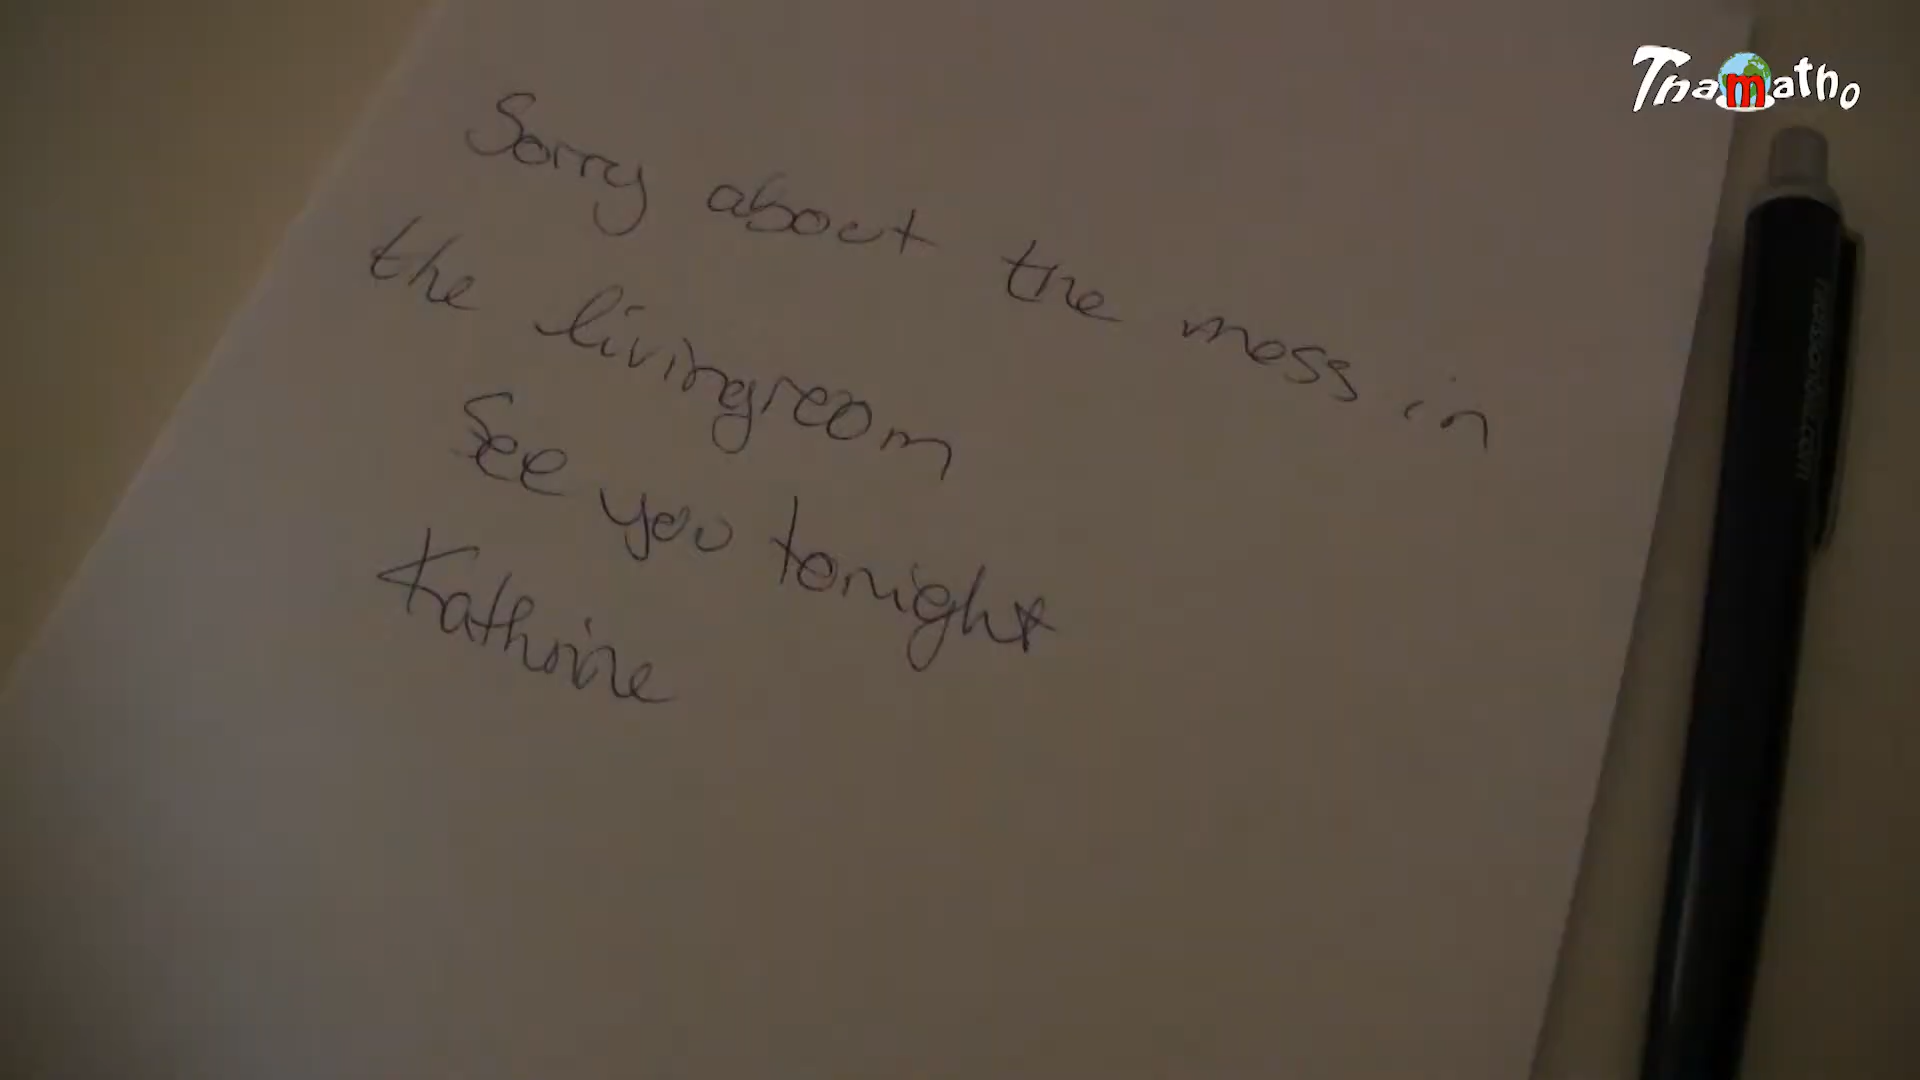 Thamatho
Sorry about the mess in
the livingroom
See you tonight
Kathrine